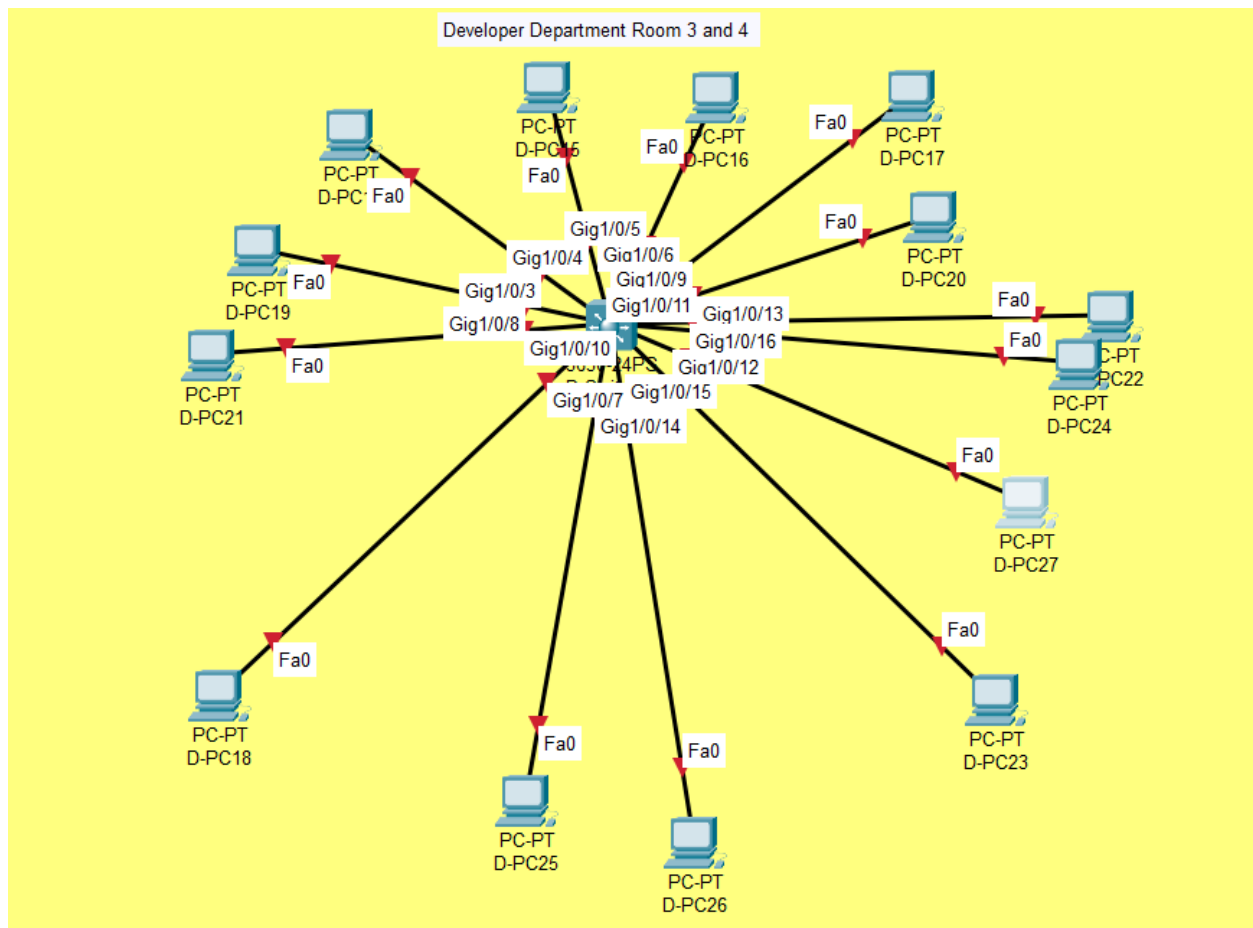 Developer Department Room 3 and 4
PC-PT
D-PC15
Fa0
PC-PT
D-PC16
Fa0
PC-PT
D-PC17
Fa0
PC-PT
Fa0
PC-PT
D-PC20
Fa0
PC-PT
D-PC19
Fa0
Gig1/0/5
Gig1/0/6
Gig1/0/4
Gig1/0/9
Gig1/0/3
Gig1/0/11
Gig1/0/8
Gig1/0/13
Gig1/0/16
Gig1/0/10
Gig1/0/12
Gig1/0/7
Gig1/0/15
Gig1/0/14
Fa0
Fa0
PC22
PC-PT
D-PC24
Fa0
PC-PT
D-PC21
Fa0
PC-PT
D-PC27
Fa0
PC-PT
D-PC23
Fa0
PC-PT
D-PC18
Fa0
PC-PT
D-PC25
Fa0
PC-PT
D-PC26